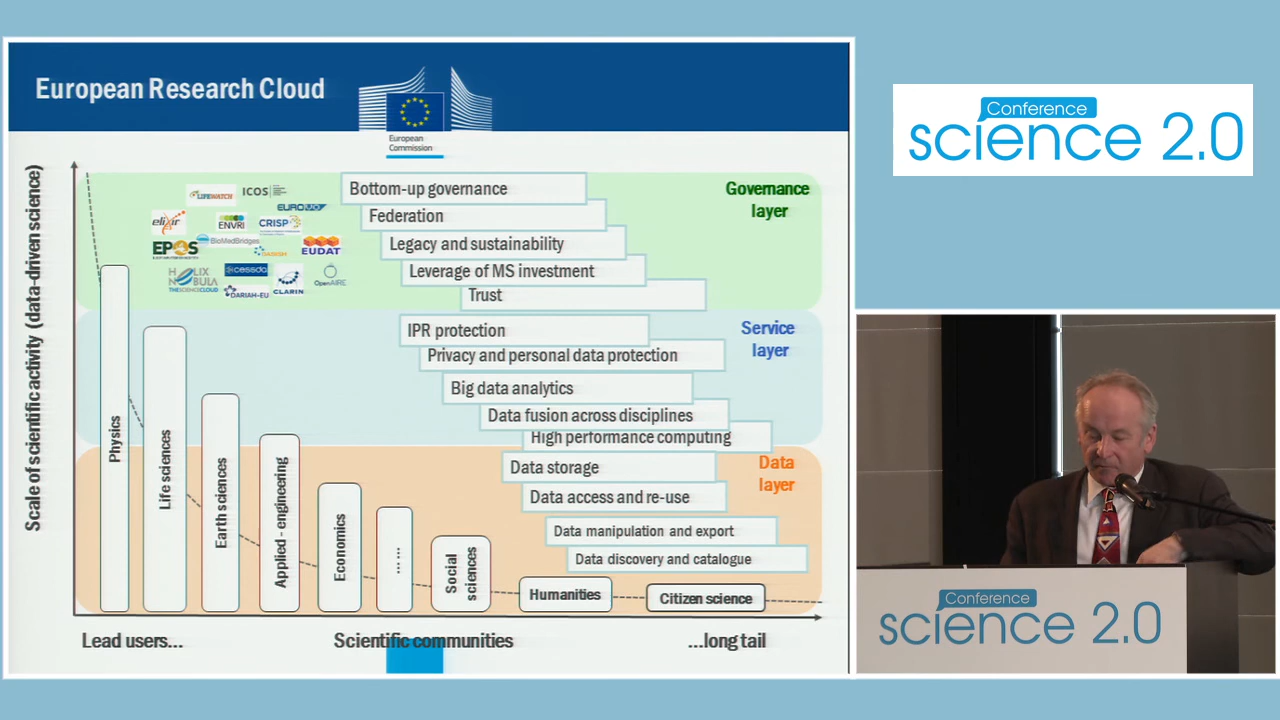 European Research Cloud
European
Commission
Conference
science 2.0
Scale of scientific activity (data-driven science)
LIFEWATCH
ICOS
EURO
elixir
ENVRI
CRISP
EPOS
BioMedBridges
EUDAT
HELIX
NEBULA
THE SCIENCE CLOUD
cessda
DARIAH-EU
CLARIN
OpenAIRE
Bottom-up governance
Federation
Legacy and sustainability
Leverage of MS investment
Trust
Governance
layer
IPR protection
Privacy and personal data protection
Big data analytics
Data fusion across disciplines
High performance computing
Service
layer
Data storage
Data access and re-use
Data manipulation and export
Data discovery and catalogue
Data
layer
Physics
Life sciences
Earth sciences
Applied - engineering
Economics
... ...
Social
sciences
Humanities
Citizen science
Lead users...
Scientific communities
...long tail
Conference
science 2.0